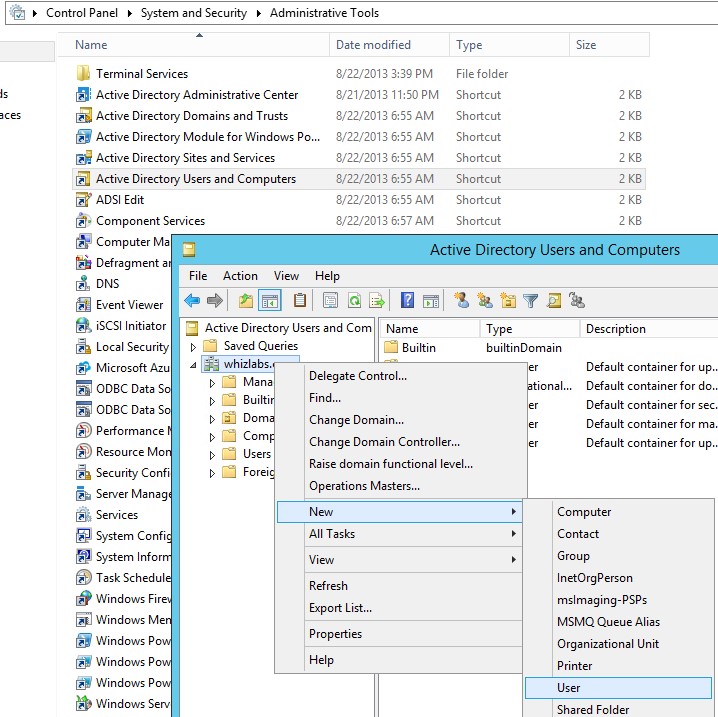 Control Panel System and Security Administrative Tools
Name Date modified Type Size
Terminal Services 8/22/2013 3:39 PM File folder
Active Directory Administrative Center 8/21/2013 11:50 PM Shortcut 2 KB
Active Directory Domains and Trusts 8/22/2013 6:55 AM Shortcut 2 KB
Active Directory Module for Windows Po... 8/22/2013 6:55 AM Shortcut 2 KB
Active Directory Sites and Services 8/22/2013 6:55 AM Shortcut 2 KB
Active Directory Users and Computers 8/22/2013 6:55 AM Shortcut 2 KB
ADSI Edit 8/22/2013 6:55 AM Shortcut 2 KB
Component Services 8/22/2013 6:57 AM Shortcut 2 KB
ds
aces
Computer Ma
Defragment an
DNS
Event Viewer
iSCSI Initiator
Local Security
Microsoft Azu
ODBC Data So
ODBC Data So
Performance M
Resource Mon
Security Confi
Server Manage
Services
System Config
System Inform
Task Schedule
Windows Firew
Windows Mem
Windows Pow
Windows Pow
Windows Pow
Windows Serv
Active Directory Users and Computers
File Action View Help
Active Directory Users and Com
Saved Queries
whizlabs.
Mana
Builtin
Doma
Comp
Users
Foreig
Name Type Description
Builtin builtinDomain
er Default container for up...
ational... Default container for do...
er Default container for sec...
er Default container for ma...
er Default container for up...
Delegate Control...
Find...
Change Domain...
Change Domain Controller...
Raise domain functional level...
Operations Masters...
New
All Tasks
View
Refresh
Export List...
Properties
Help
Computer
Contact
Group
InetOrgPerson
msImaging-PSPs
MSMQ Queue Alias
Organizational Unit
Printer
User
Shared Folder